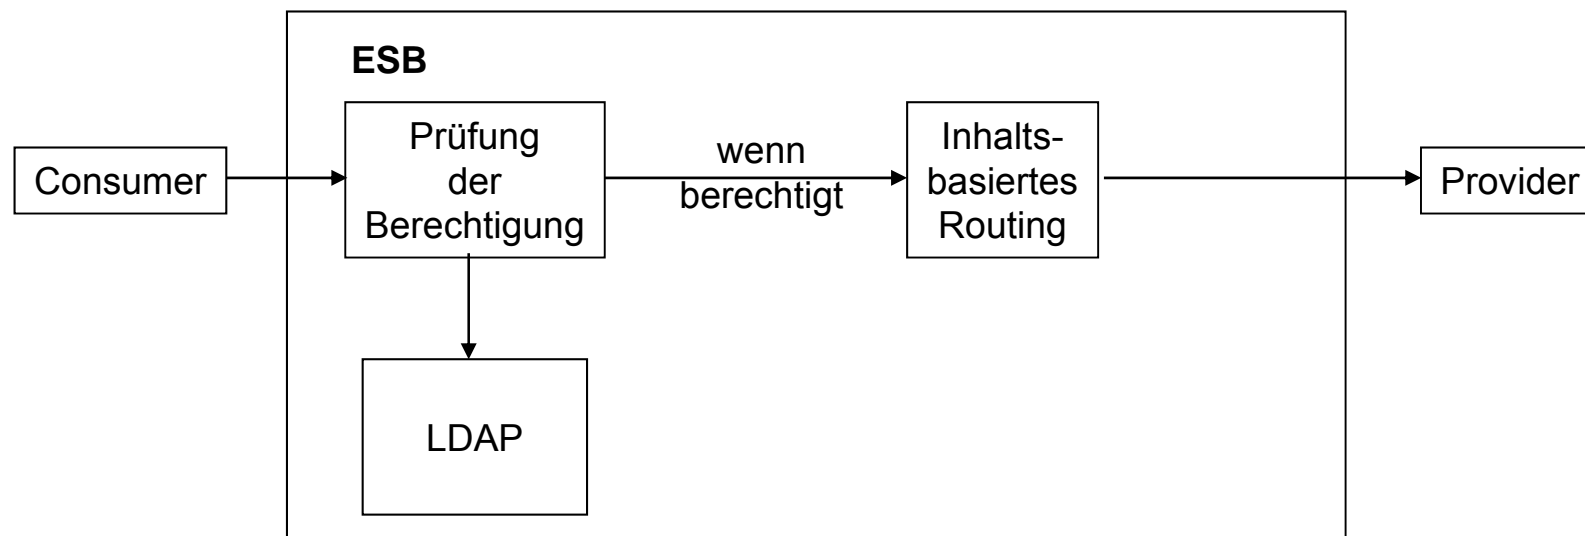 ESB
Consumer
Prüfung
der
Berechtigung
wenn
berechtigt
Inhalts-
basiertes
Routing
Provider
LDAP